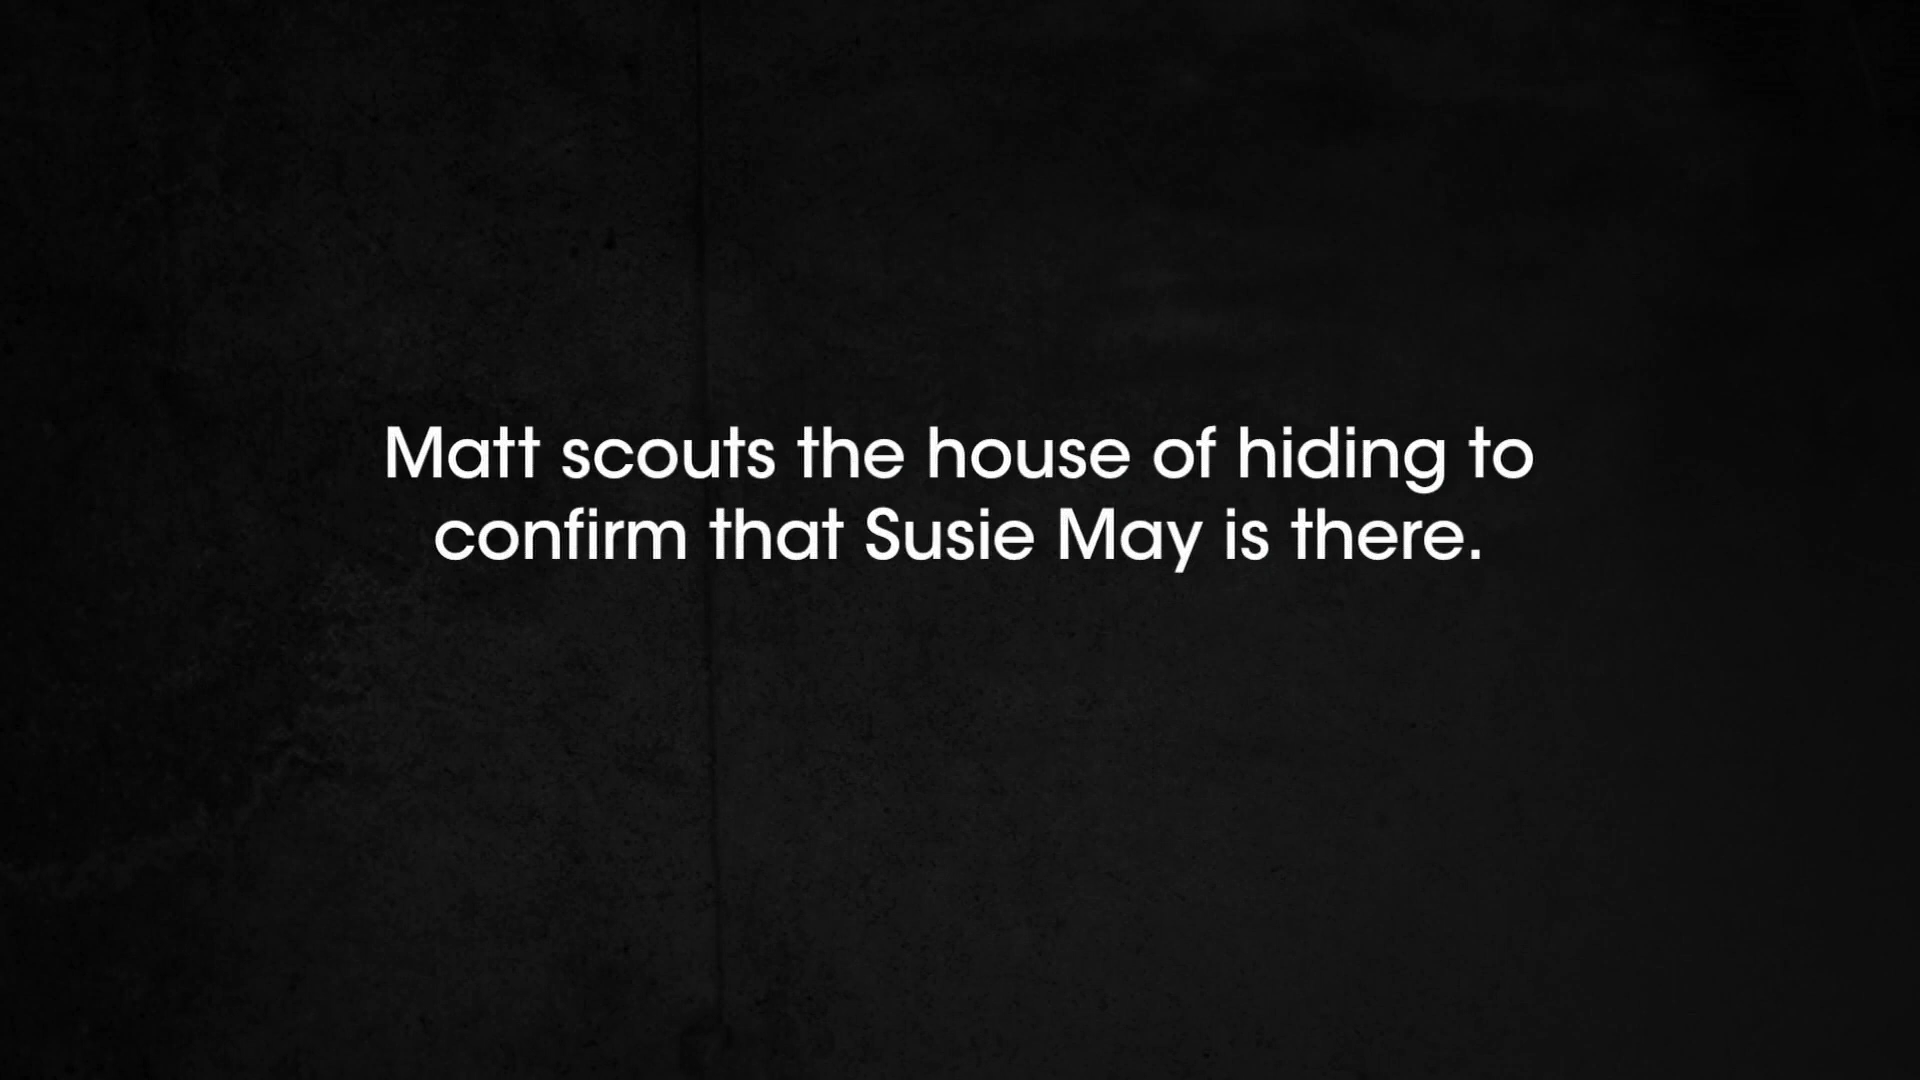 Matt scouts the house of hiding to
confirm that Susie May is there.